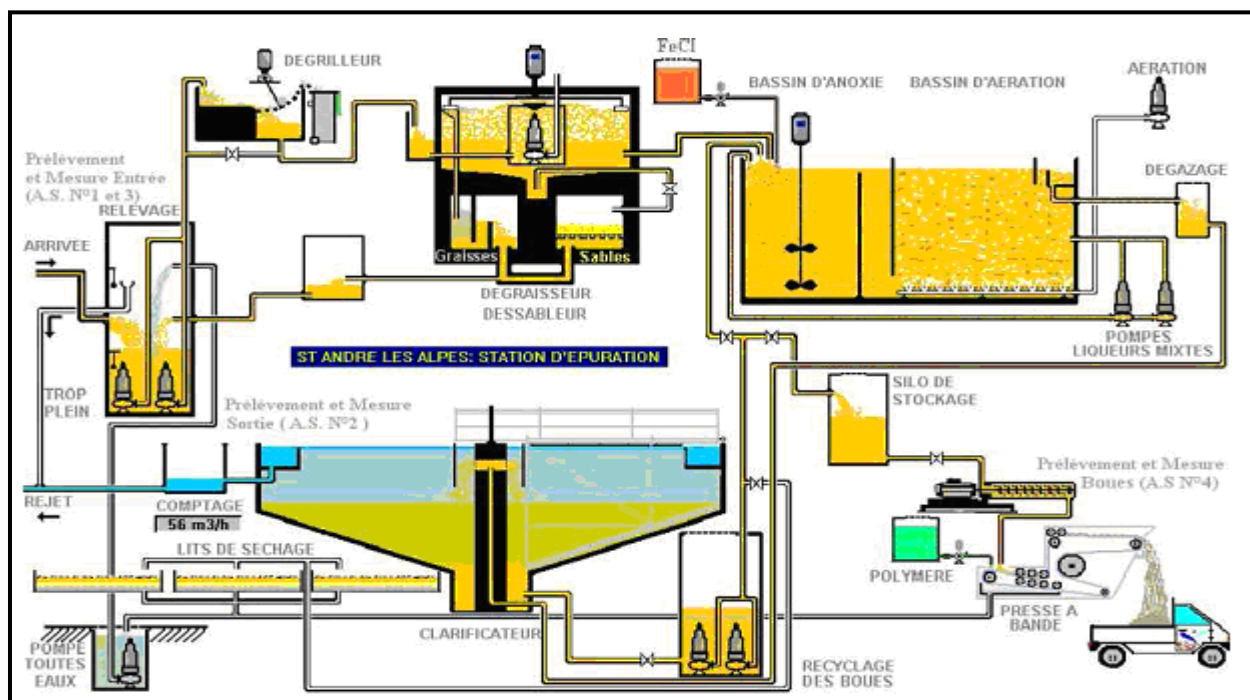 DEGRILLEUR
FeCl
BASSIN D'ANOXIE
BASSIN D'AERATION
AERATION
Prélèvement
et Mesure Entrée
(A.S. N°1 et 3)
RELEVAGE
DEGAZAGE
ARRIVEE
Graisses
Sables
DEGRAISSEUR
DESSABLEUR
POMPES
LIQUEURS MIXTES
ST ANDRE LES ALPES: STATION D'EPURATION
TROP
PLEIN
SILO DE
STOCKAGE
Prélèvement et Mesure
Sortie ( A.S. N°2 )
Prélèvement et Mesure
Boues (A.S N°4)
REJET
COMPTAGE
56 m3/h
LITS DE SECHAGE
POLYMERE
PRESSE A
BANDE
CLARIFICATEUR
POMPE
TOUTES
EAUX
RECYCLAGE
DES BOUES